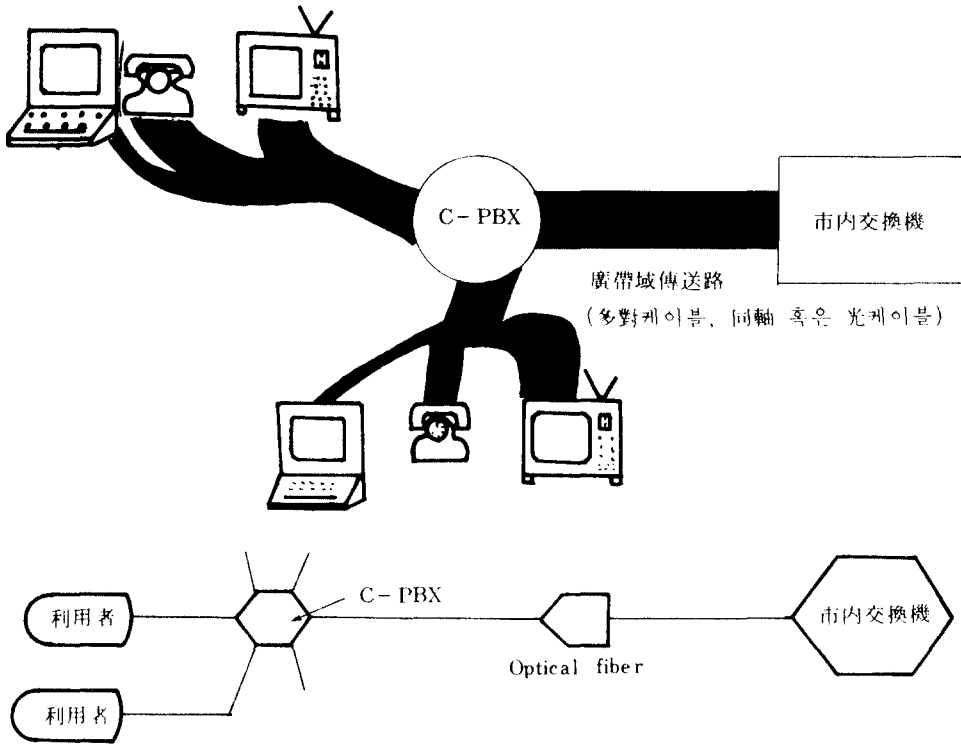 C-PBX
市内交換機
廣帶域傳送路
(多對케이블, 同軸 혹은 光케이블)
C-PBX
利用者
市内交換機
Optical fiber
利用者